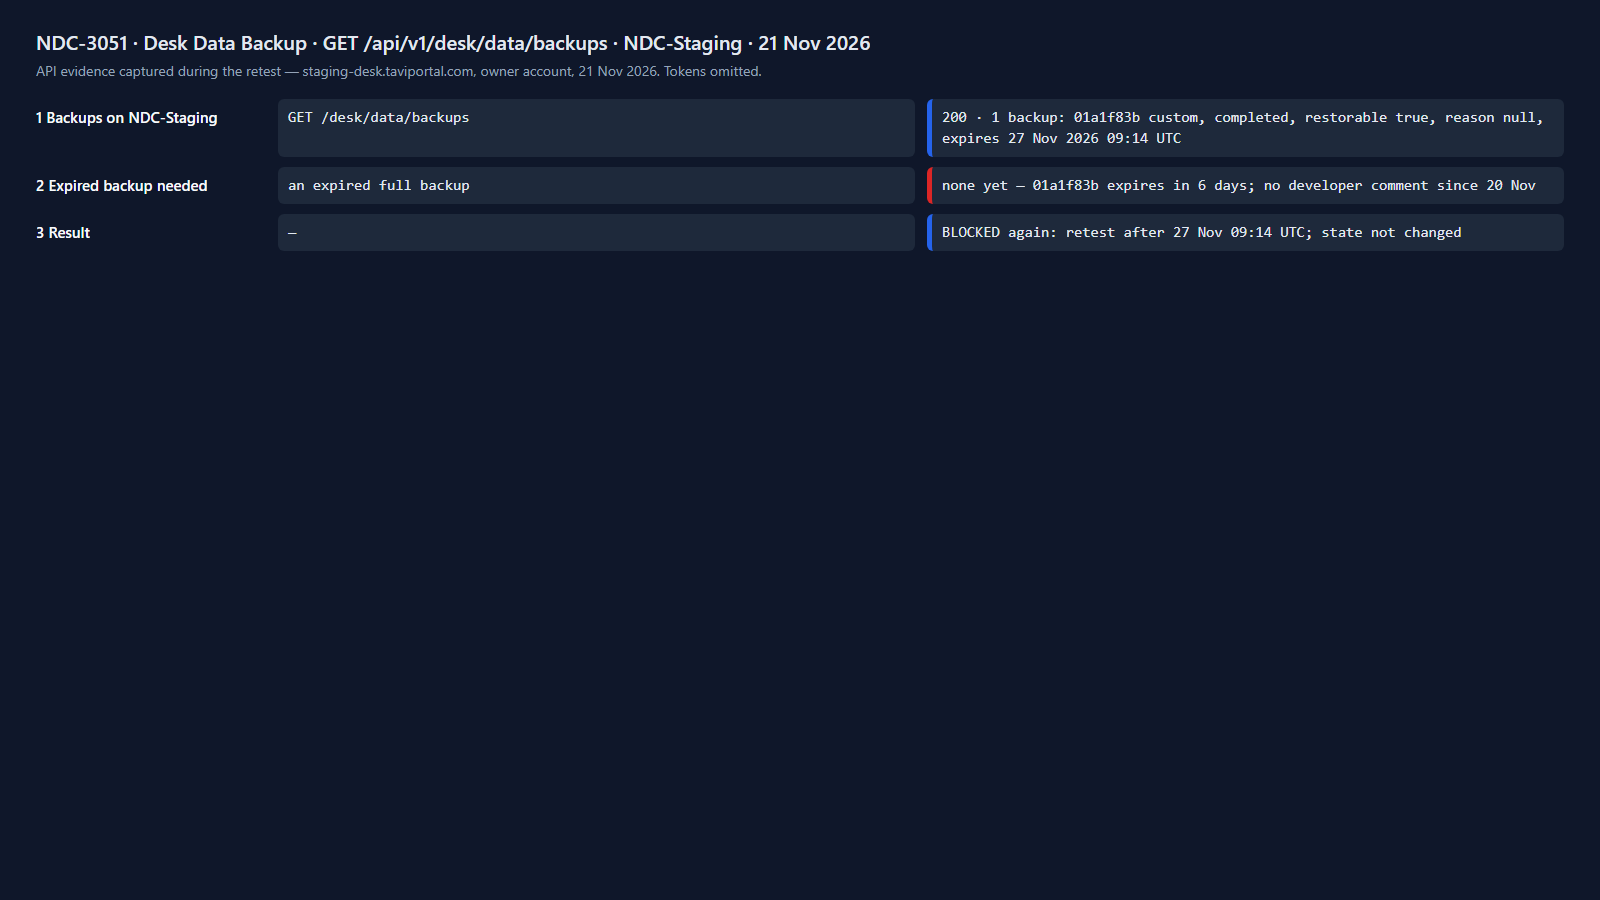 NDC-3051 · Desk Data Backup · GET /api/v1/desk/data/backups · NDC-Staging · 21 Nov 2026
API evidence captured during the retest — staging-desk.taviportal.com, owner account, 21 Nov 2026. Tokens omitted.
1 Backups on NDC-Staging
GET /desk/data/backups
200 · 1 backup: 01a1f83b custom, completed, restorable true, reason null,
expires 27 Nov 2026 09:14 UTC
2 Expired backup needed
an expired full backup
none yet — 01a1f83b expires in 6 days; no developer comment since 20 Nov
3 Result
—
BLOCKED again: retest after 27 Nov 09:14 UTC; state not changed